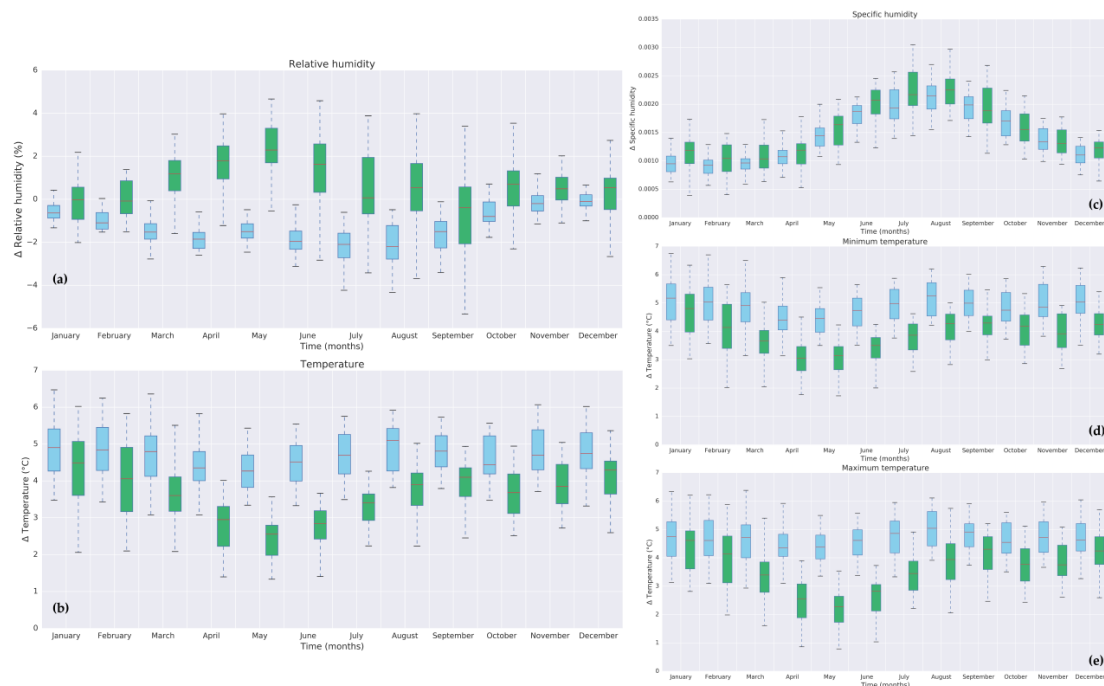 Relative humidity
Δ Relative humidity (%)
6
4
2
0
−2
−4
−6
(a)
January February March April May June July August September October November December
Time (months)
Temperature
Δ Temperature (°C)
7
6
5
4
3
2
1
0
(b)
January February March April May June July August September October November December
Time (months)
Specific humidity
Δ Specific humidity
0.0035
0.0030
0.0025
0.0020
0.0015
0.0010
0.0005
0.0000
(c)
January February March April May June July August September October November December
Time (months)
Minimum temperature
Δ Temperature (°C)
7
6
5
4
3
2
1
0
(d)
January February March April May June July August September October November December
Time (months)
Maximum temperature
Δ Temperature (°C)
7
6
5
4
3
2
1
0
(e)
January February March April May June July August September October November December
Time (months)